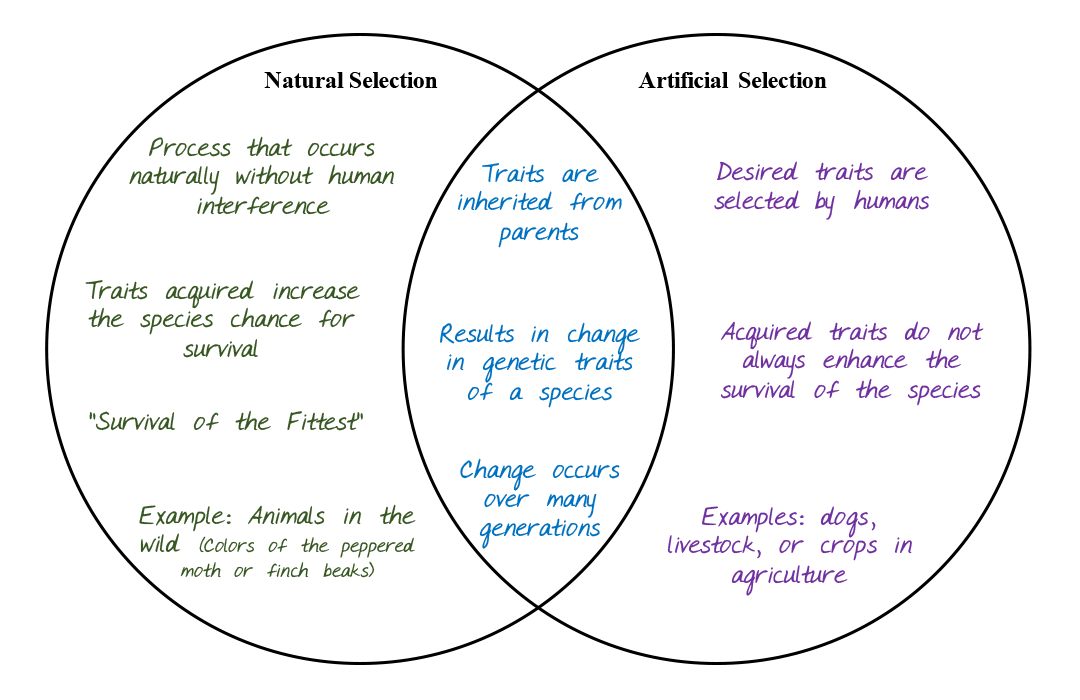 Natural Selection
Process that occurs
naturally without human
interference
Traits acquired increase
the species chance for
survival
"Survival of the Fittest"
Example: Animals in the
wild (Colors of the peppered
moth or finch beaks)
Traits are
inherited from
parents
Results in change
in genetic traits
of a species
Change occurs
over many
generations
Artificial Selection
Desired traits are
selected by humans
Acquired traits do not
always enhance the
survival of the species
Examples: dogs,
livestock, or crops in
agriculture